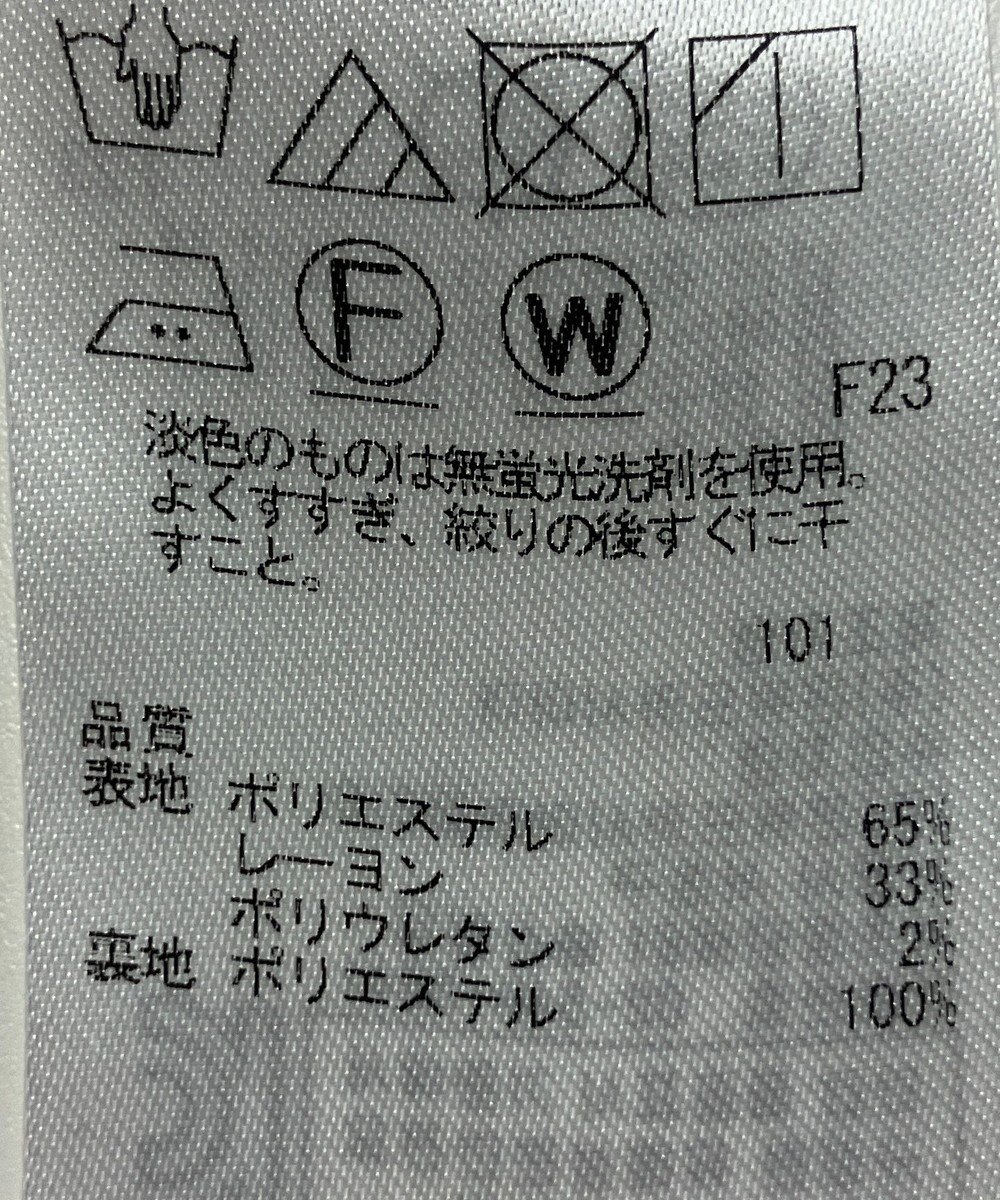 F W F23
淡色のものは無蛍光洗剤を使用。
よくすすぎ、絞りの後すぐに干
すこと。
101
品質
表地 ポリエステル 65%
レーヨン 33%
ポリウレタン 2%
裏地 ポリエステル 100%